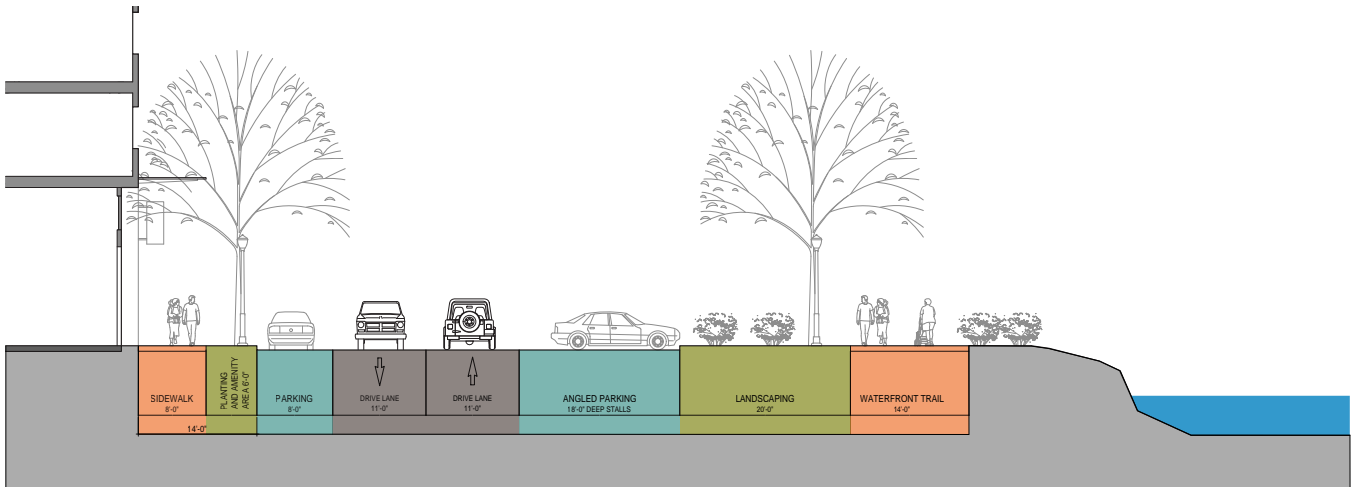 SIDEWALK
8'-0"
PLANTING
AND AMENITY
AREA 6'-0"
14'-0"
PARKING
8'-0"
DRIVE LANE
11'-0"
DRIVE LANE
11'-0"
ANGLED PARKING
18'-0" DEEP STALLS
LANDSCAPING
20'-0"
WATERFRONT TRAIL
14'-0"